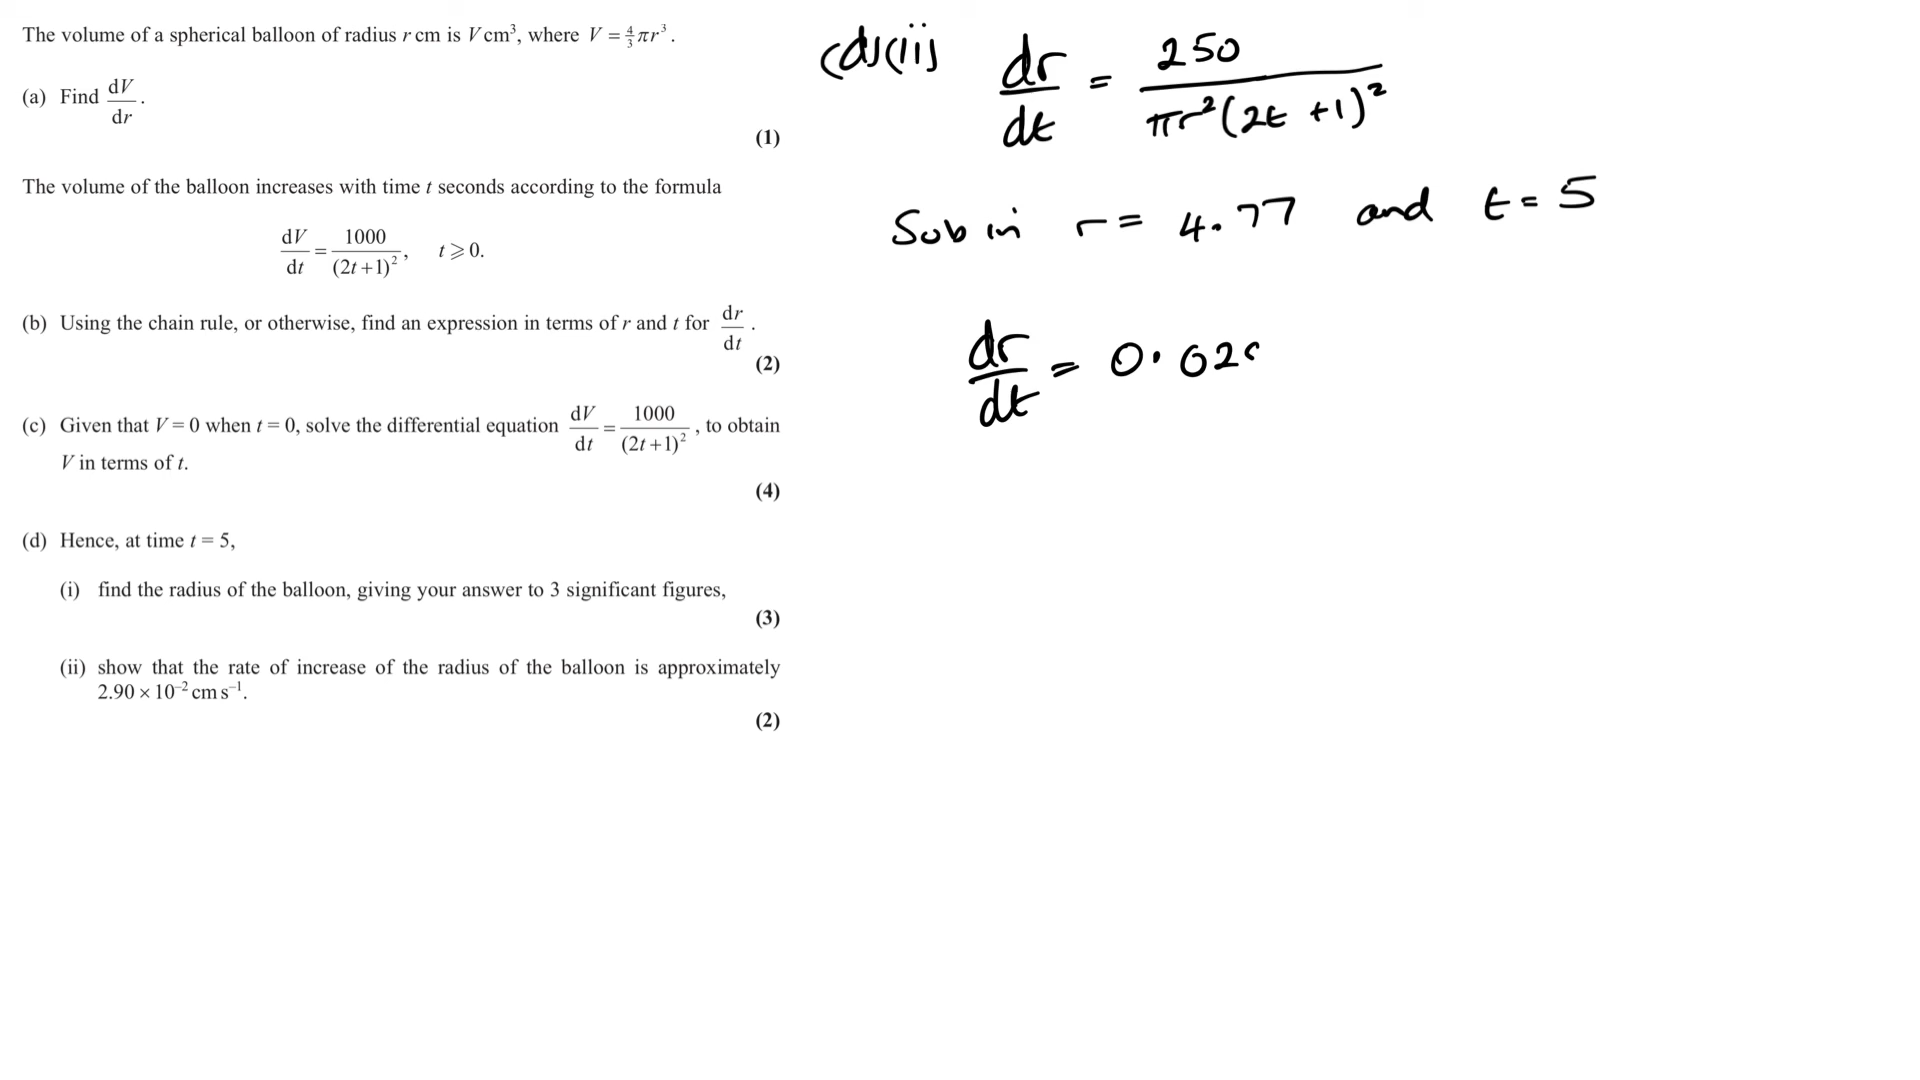 The volume of a spherical balloon of radius r cm is V cm³, where V = 4/3 πr³.
(a) Find dV/dr.
(1)
The volume of the balloon increases with time t seconds according to the formula
dV/dt = 1000/(2t+1)², t ⩾ 0.
(b) Using the chain rule, or otherwise, find an expression in terms of r and t for dr/dt.
(2)
(c) Given that V = 0 when t = 0, solve the differential equation dV/dt = 1000/(2t+1)², to obtain
V in terms of t.
(4)
(d) Hence, at time t = 5,
(i) find the radius of the balloon, giving your answer to 3 significant figures,
(3)
(ii) show that the rate of increase of the radius of the balloon is approximately
2.90 × 10⁻² cm s⁻¹.
(2)
(d)(ii) dr/dt = 250/πr²(2t+1)²
Sub in r = 4.77 and t = 5
dr/dt = 0.02